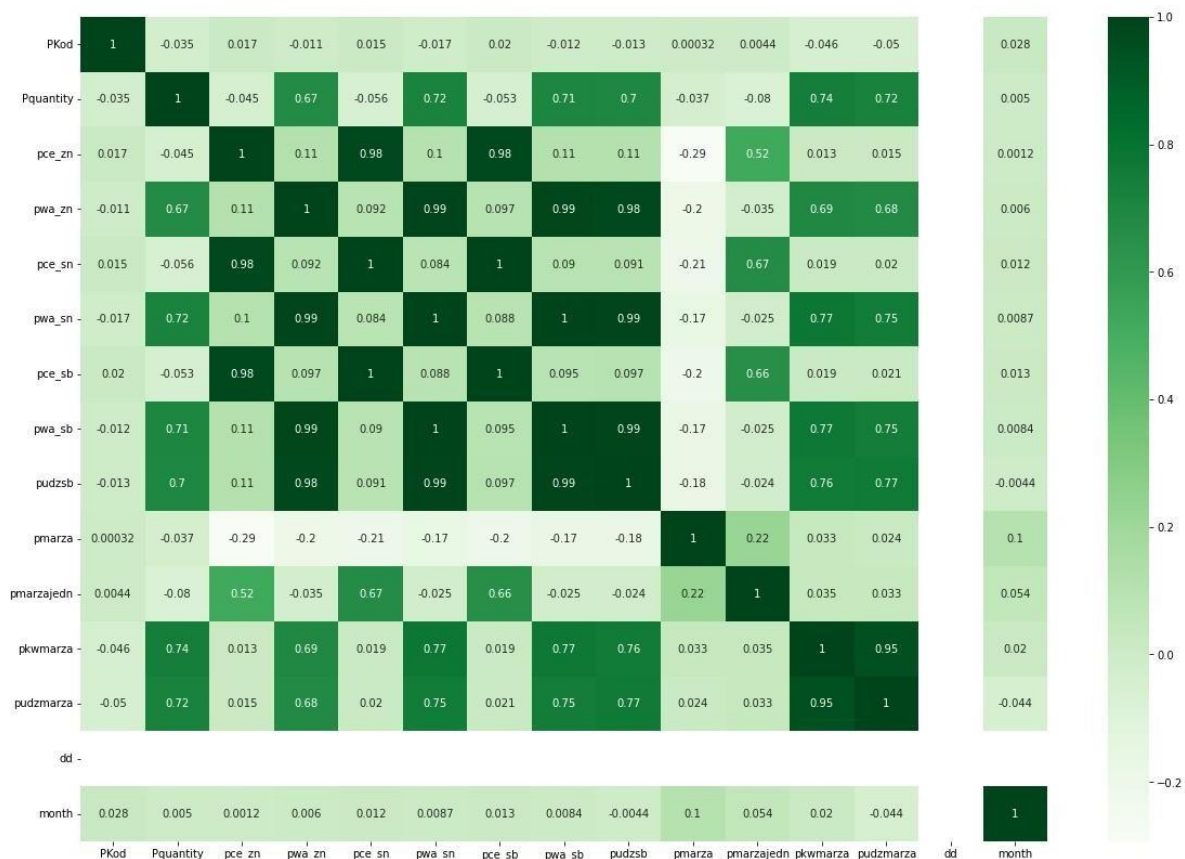 1.0
PKod 1 -0.035 0.017 -0.011 0.015 -0.017 0.02 -0.012 -0.013 0.00032 0.0044 -0.046 -0.05 0.028
Pquantity -0.035 1 -0.045 0.67 -0.056 0.72 -0.053 0.71 0.7 -0.037 -0.08 0.74 0.72 0.005
0.8
pce_zn 0.017 -0.045 1 0.11 0.98 0.1 0.98 0.11 0.11 -0.29 0.52 0.013 0.015 0.0012
pwa_zn -0.011 0.67 0.11 1 0.092 0.99 0.097 0.99 0.98 -0.2 -0.035 0.69 0.68 0.006
0.6
pce_sn 0.015 -0.056 0.98 0.092 1 0.084 1 0.09 0.091 -0.21 0.67 0.019 0.02 0.012
pwa_sn -0.017 0.72 0.1 0.99 0.084 1 0.088 1 0.99 -0.17 -0.025 0.77 0.75 0.0087
pce_sb 0.02 -0.053 0.98 0.097 1 0.088 1 0.095 0.097 -0.2 0.66 0.019 0.021 0.013
0.4
pwa_sb -0.012 0.71 0.11 0.99 0.09 1 0.095 1 0.99 -0.17 -0.025 0.77 0.75 0.0084
pudzsb -0.013 0.7 0.11 0.98 0.091 0.99 0.097 0.99 1 -0.18 -0.024 0.76 0.77 -0.0044
0.2
pmarza 0.00032 -0.037 -0.29 -0.2 -0.21 -0.17 -0.2 -0.17 -0.18 1 0.22 0.033 0.024 0.1
pmarzajedn 0.0044 -0.08 0.52 -0.035 0.67 -0.025 0.66 -0.025 -0.024 0.22 1 0.035 0.033 0.054
pkwmarza -0.046 0.74 0.013 0.69 0.019 0.77 0.019 0.77 0.76 0.033 0.035 1 0.95 0.02
0.0
pudzmarza -0.05 0.72 0.015 0.68 0.02 0.75 0.021 0.75 0.77 0.024 0.033 0.95 1 -0.044
dd
−0.2
month 0.028 0.005 0.0012 0.006 0.012 0.0087 0.013 0.0084 -0.0044 0.1 0.054 0.02 -0.044 1
PKod Pquantity pce_zn pwa_zn pce_sn pwa_sn pce_sb pwa_sb pudzsb pmarza pmarzajedn pkwmarza pudzmarza dd month